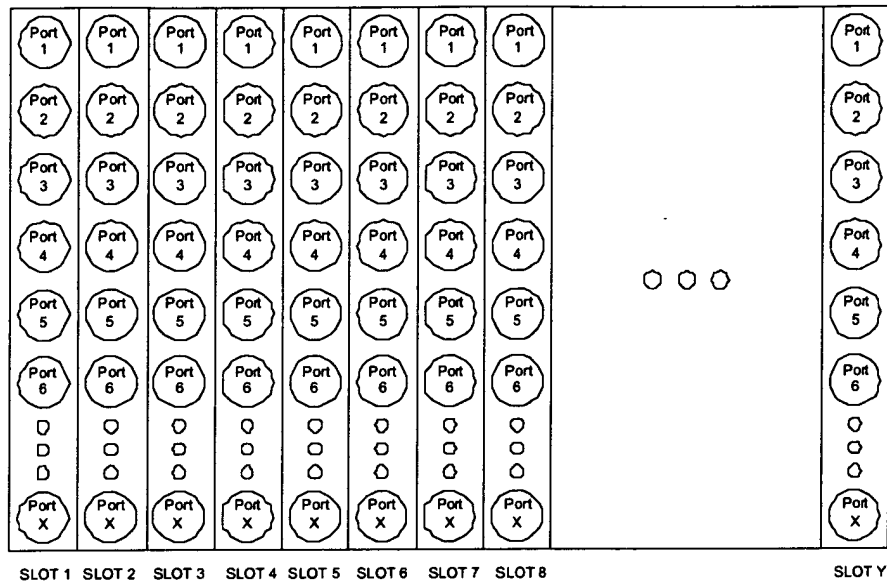 Port Port Port Port Port Port Port Port Port
1 1 1 1 1 1 1 1 1
Port Port Port Port Port Port Port Port Port
2 2 2 2 2 2 2 2 2
Port Port Port Port Port Port Port Port Port
3 3 3 3 3 3 3 3 3
Port Port Port Port Port Port Port Port Port
4 4 4 4 4 4 4 4 4
Port Port Port Port Port Port Port Port Port
5 5 5 5 5 5 5 5 5
Port Port Port Port Port Port Port Port Port
6 6 6 6 6 6 6 6 6
Port Port Port Port Port Port Port Port Port
X X X X X X X X X
SLOT 1 SLOT 2 SLOT 3 SLOT 4 SLOT 5 SLOT 6 SLOT 7 SLOT 8 SLOT Y